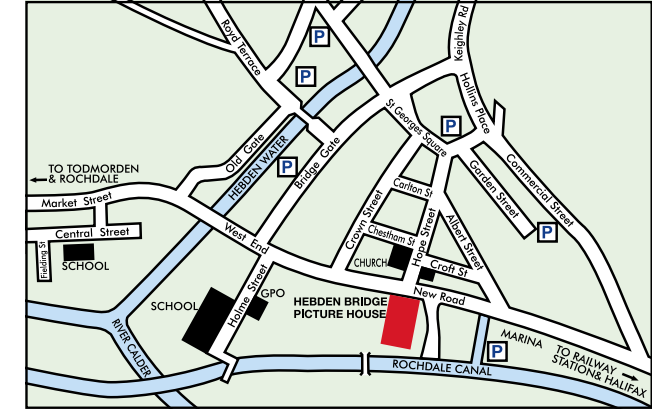 Royd Terrace
P
Keighley Rd
P
Hollins Place
St Georges Square
P
Old Gate
HEBDEN WATER
P
Bridge Gate
TO TODMORDEN
& ROCHDALE
Market Street
Central Street
Fielding St
SCHOOL
Carlton St
Garden Street
Commercial Street
P
Crown Street
Chestham St
Hope Street
Albert Street
West End
CHURCH
Croft St
New Road
SCHOOL
GPO
Holme Street
HEBDEN BRIDGE
PICTURE HOUSE
RIVER CALDER
ROCHDALE CANAL
MARINA
P
TO RAILWAY
STATION& HALIFAX